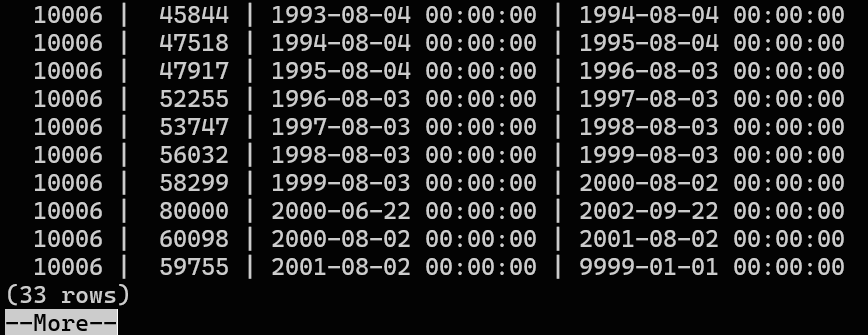 10006 | 45844 | 1993-08-04 00:00:00 | 1994-08-04 00:00:00
10006 | 47518 | 1994-08-04 00:00:00 | 1995-08-04 00:00:00
10006 | 47917 | 1995-08-04 00:00:00 | 1996-08-03 00:00:00
10006 | 52255 | 1996-08-03 00:00:00 | 1997-08-03 00:00:00
10006 | 53747 | 1997-08-03 00:00:00 | 1998-08-03 00:00:00
10006 | 56032 | 1998-08-03 00:00:00 | 1999-08-03 00:00:00
10006 | 58299 | 1999-08-03 00:00:00 | 2000-08-02 00:00:00
10006 | 80000 | 2000-06-22 00:00:00 | 2002-09-22 00:00:00
10006 | 60098 | 2000-08-02 00:00:00 | 2001-08-02 00:00:00
10006 | 59755 | 2001-08-02 00:00:00 | 9999-01-01 00:00:00
(33 rows)
--More--